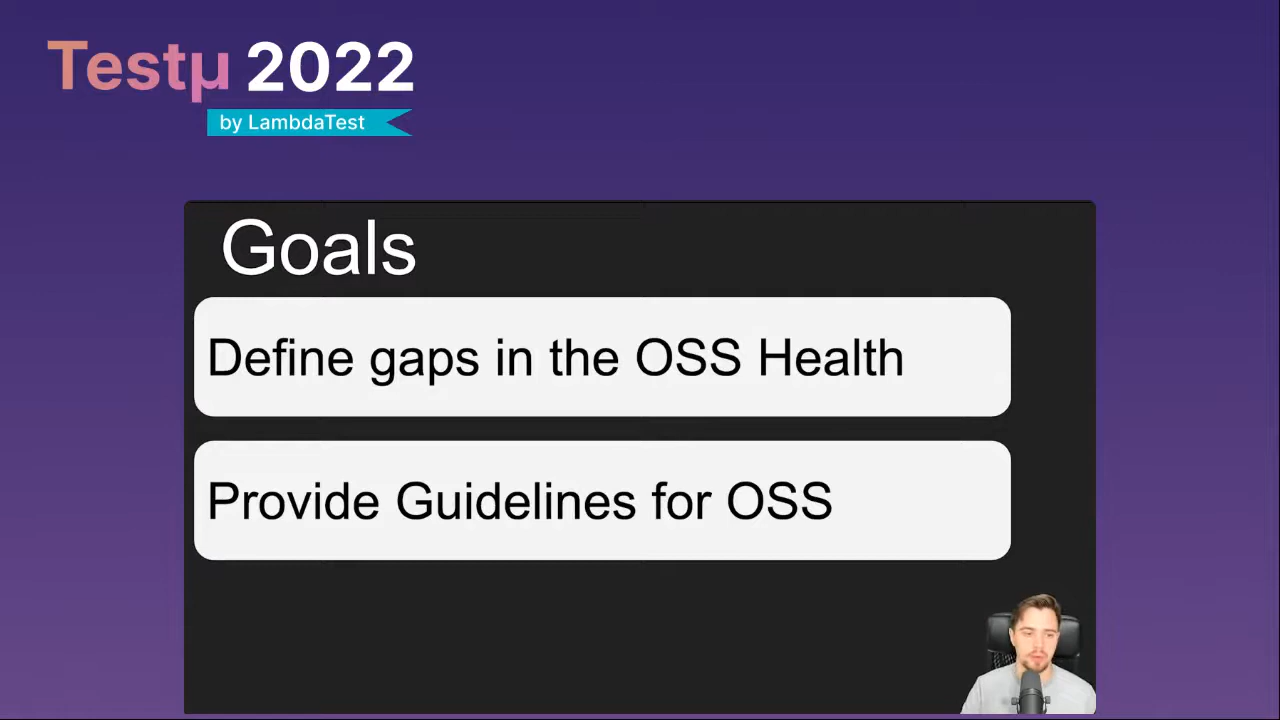 Testμ 2022
by LambdaTest
Goals
Define gaps in the OSS Health
Provide Guidelines for OSS